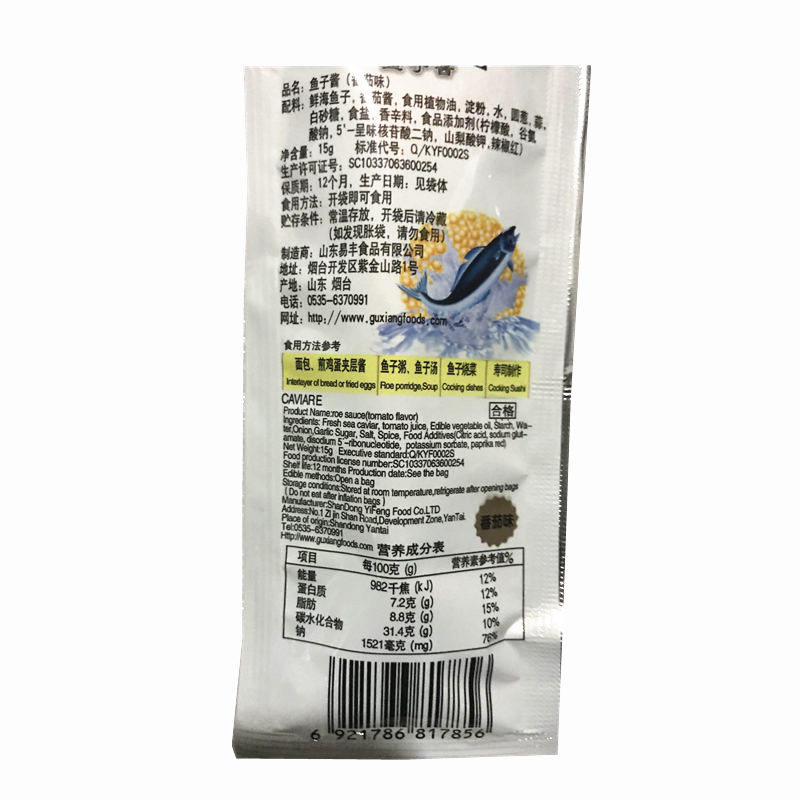 品名：鱼子酱（番茄味）
配料：鲜海鱼子，番茄酱，食用植物油，淀粉，水，圆葱，蒜，
白砂糖，食盐，香辛料，食品添加剂(柠檬酸，谷氨
酸钠，5'-呈味核苷酸二钠，山梨酸钾,辣椒红)
净含量：15g 标准代号：Q/KYF0002S
生产许可证号：SC10337063600254
保质期：12个月，生产日期：见袋体
食用方法：开袋即可食用
贮存条件：常温存放，开袋后请冷藏
(如发现胀袋，请勿食用)
制造商：山东易丰食品有限公司
地址：烟台开发区紫金山路1号
产地：山东 烟台
电话：0535-6370991
网址：http://www.guxiangfoods.com
食用方法参考
面包、煎鸡蛋夹层酱 鱼子粥、鱼子汤 鱼子烧菜 寿司制作
Interlayer of bread or fried eggs Roe porridge,Soup Cocking dishes Cocking Sushi
CAVIARE
合格
Product Name:roe sauce(tomato flavor)
Ingredients: Fresh sea caviar, tomato juice, Edible vegetable oil, Starch, Wa-
ter,Onion,Garlic Sugar, Salt, Spice, Food Additives(Citric acid, sodium glut-
amate, disodium 5'-ribonucleotide, potassium sorbate, paprika red)
Net Weight:15g Executive standard:Q/KYF0002S
Food production license number:SC10337063600254
Shelf life:12 months Production date:See the bag
Edible methods:Open a bag
Storage conditions:Stored at room temperature,refrigerate after opening bags
( Do not eat after inflation bags )
Manufacturer:ShanDong YiFeng Food Co.LTD
Address:No.1 Zi jin Shan Road,Development Zone,YanTai.
Place of origin:Shandong Yantai
Tel:0535-6370991
Http://www.guxiangfoods.com
番茄味
营养成分表
项目 每100克 (g) 营养素参考值%
能量 982千焦 (kJ) 12%
蛋白质 7.2克 (g) 12%
脂肪 8.8克 (g) 15%
碳水化合物 31.4克 (g) 10%
钠 1521毫克 (mg) 76%
6 921786 817856